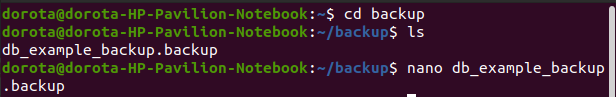 dorota@dorota-HP-Pavilion-Notebook:~$ cd backup
dorota@dorota-HP-Pavilion-Notebook:~/backup$ ls
db_example_backup.backup
dorota@dorota-HP-Pavilion-Notebook:~/backup$ nano db_example_backup
.backup